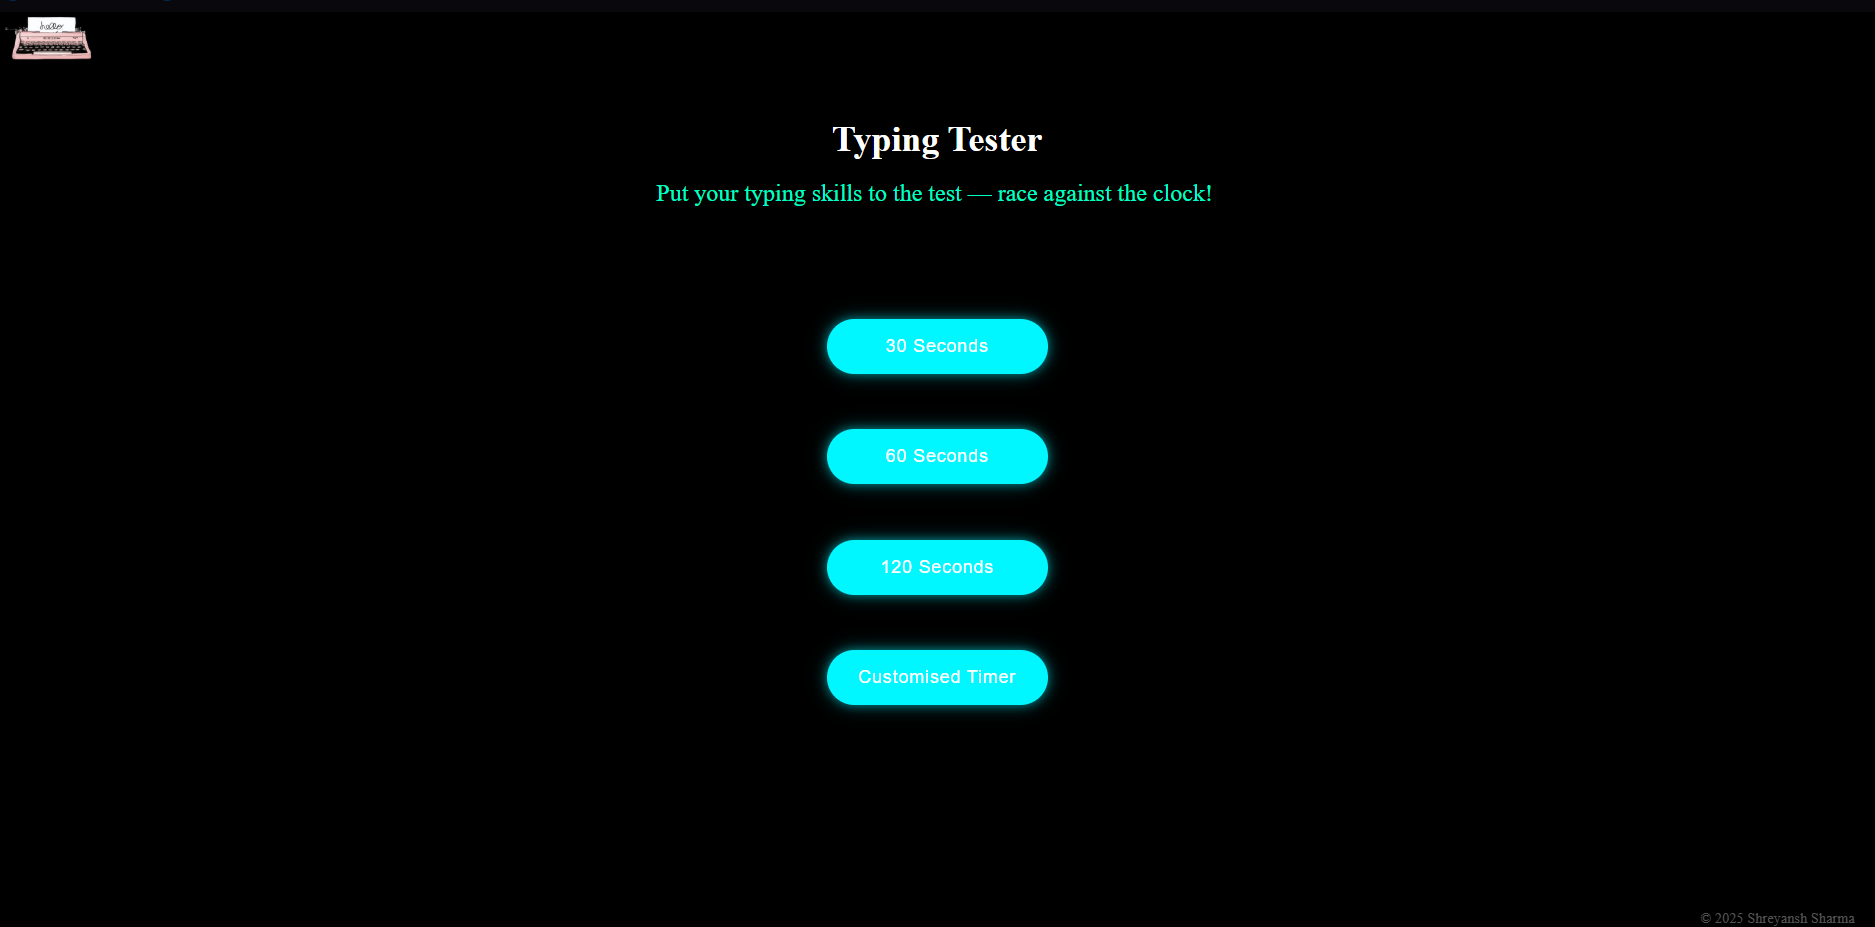 Typing Tester
Put your typing skills to the test — race against the clock!
30 Seconds
60 Seconds
120 Seconds
Customised Timer
© 2025 Shreyansh Sharma